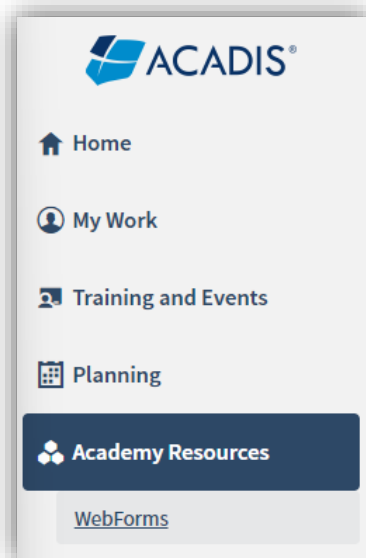 ACADIS®
Home
My Work
Training and Events
Planning
Academy Resources
WebForms